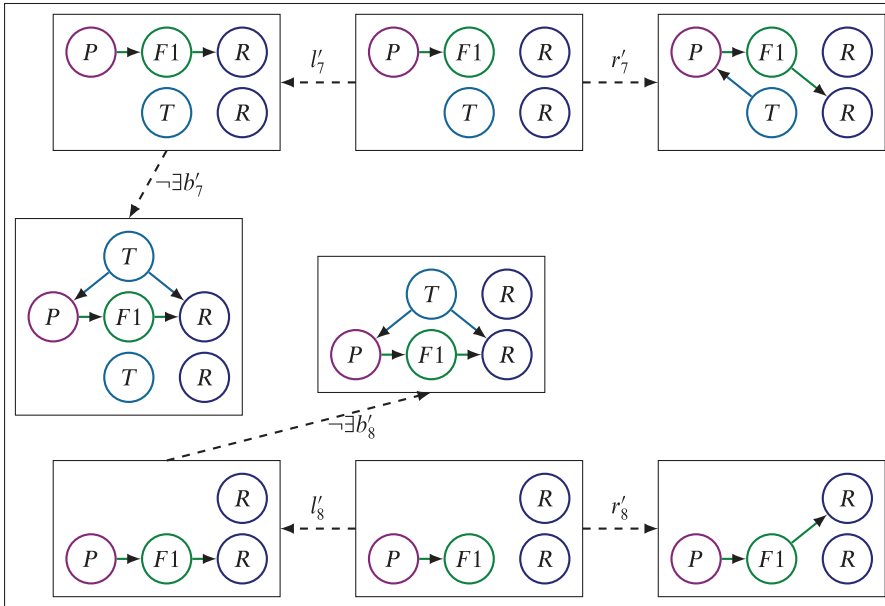 P F1 R P F1 R P F1 R
l′₇ r′₇
T R T R T R
¬∃b′₇
T
T R
P F1 R
P F1 R
T R
¬∃b′₈
R R R
l′₈ r′₈
P F1 R P F1 R P F1 R